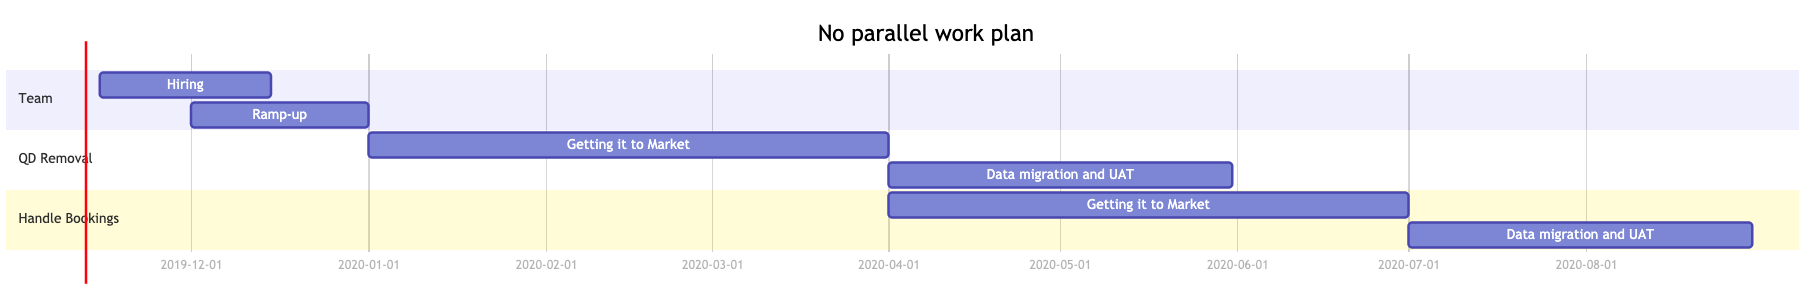 No parallel work plan
Team
Hiring
Ramp-up
QD Removal
Getting it to Market
Data migration and UAT
Handle Bookings
Getting it to Market
Data migration and UAT
2019-12-01
2020-01-01
2020-02-01
2020-03-01
2020-04-01
2020-05-01
2020-06-01
2020-07-01
2020-08-01